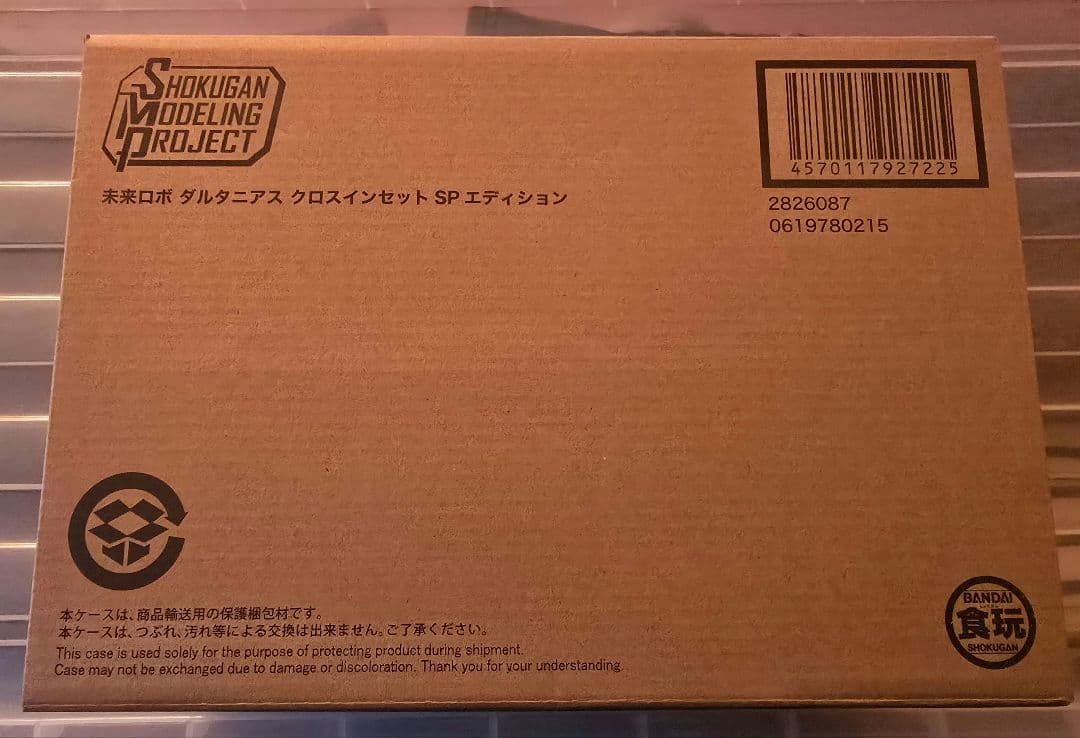 SHOKUGAN
MODELING
PROJECT
未来ロボ ダルタニアス クロスインセット SP エディション
4570117927225
2826087
0619780215
本ケースは、商品輸送用の保護梱包材です。
本ケースは、つぶれ、汚れ等による交換は出来ません。ご了承ください。
This case is used solely for the purpose of protecting product during shipment.
Case may not be exchanged due to damage or discoloration. Thank you for your understanding.
BANDAI
食玩
SHOKUGAN